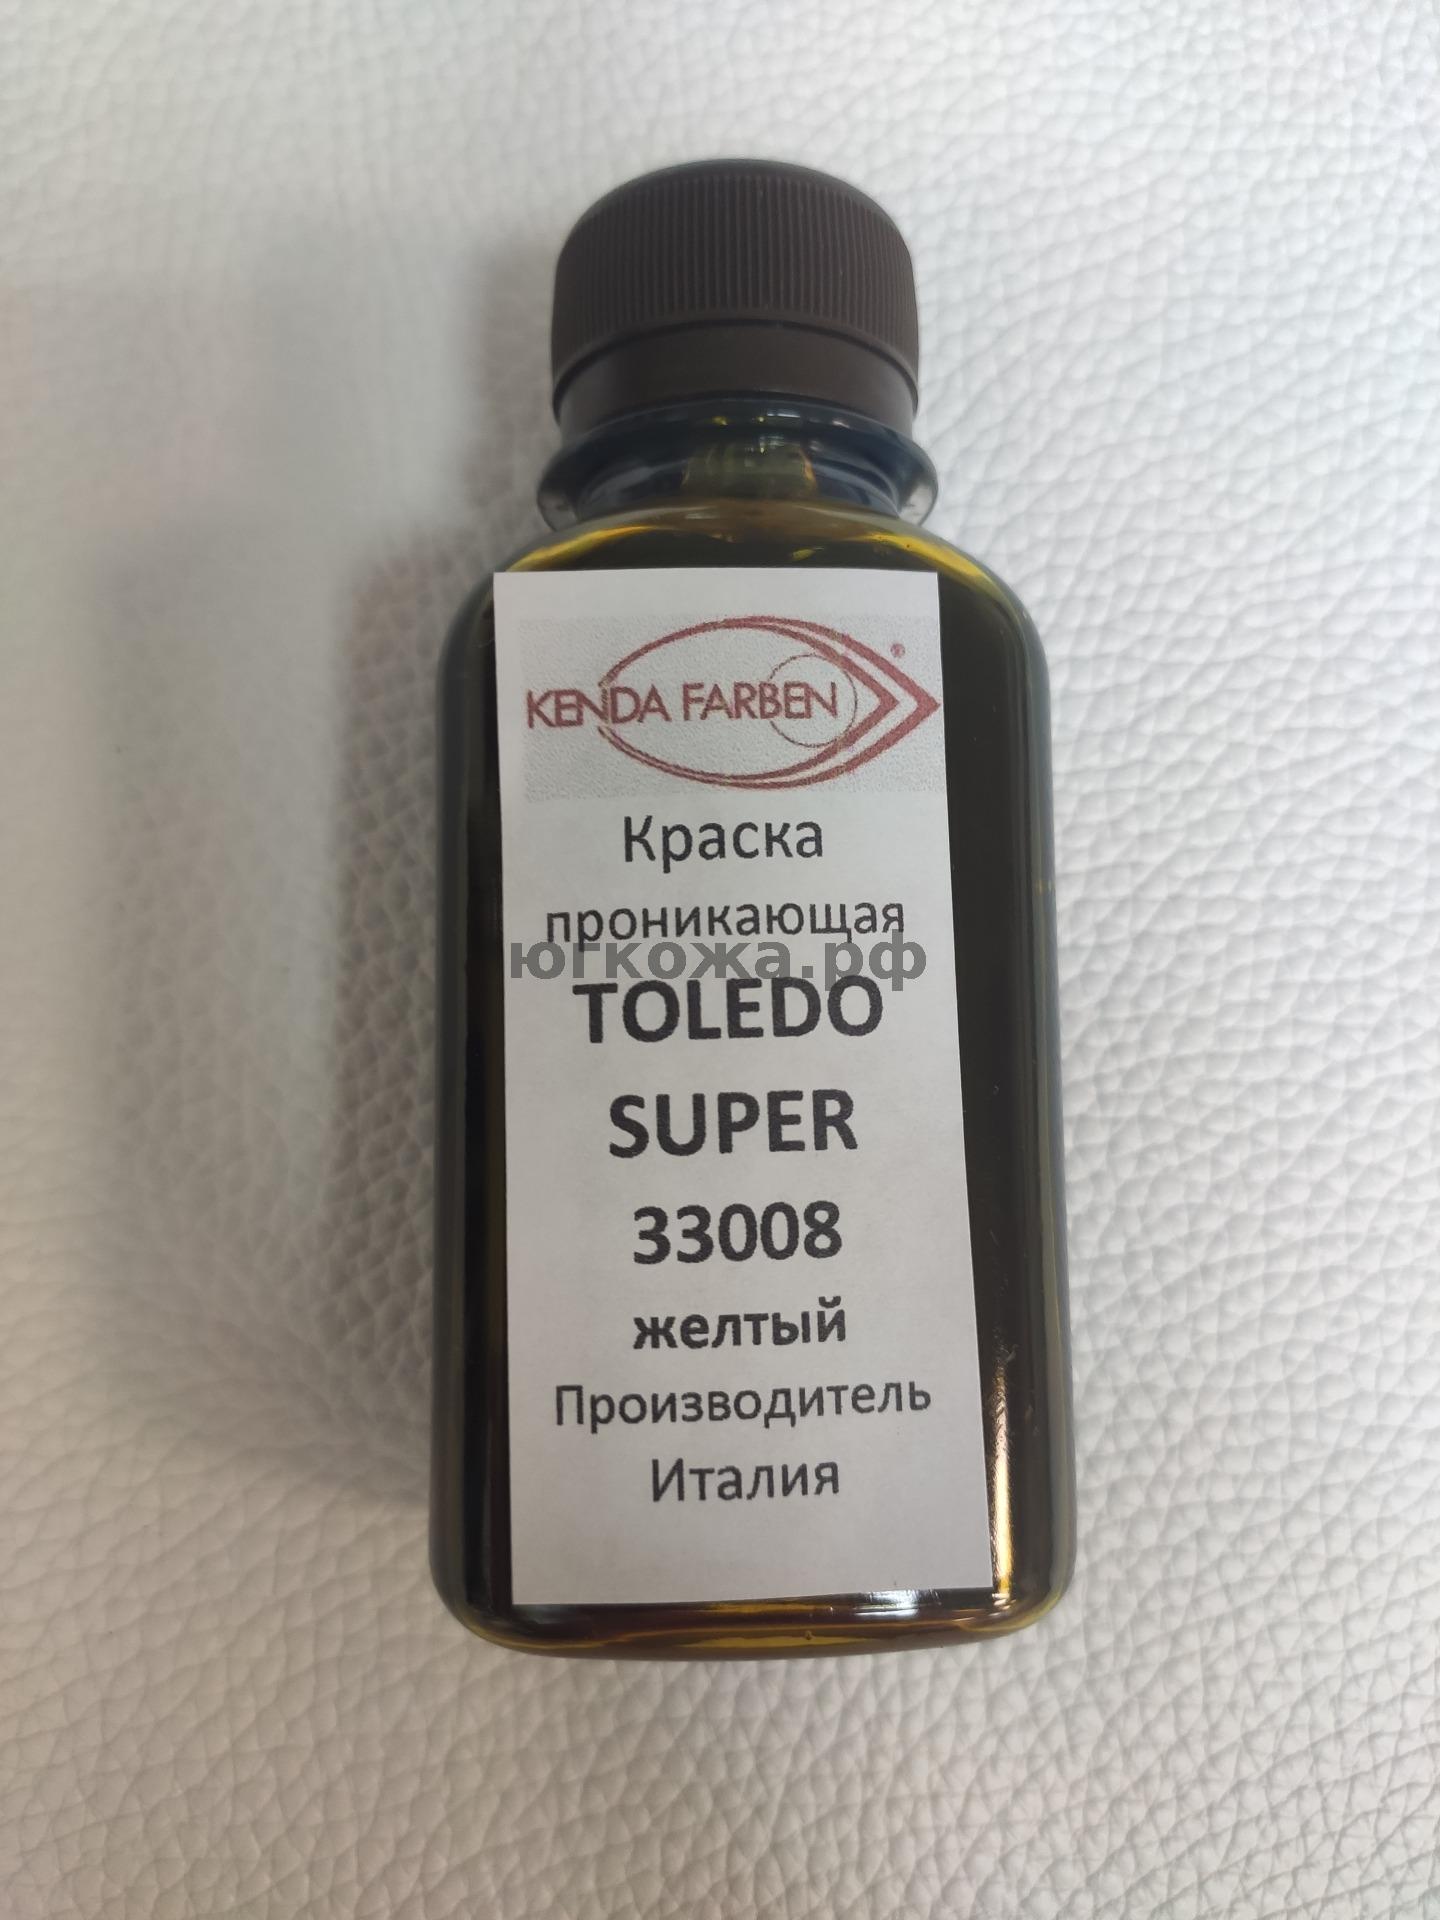 KENDA FARBEN ®
Краска
проникающая
югкожа.рф
TOLEDO
SUPER
33008
желтый
Производитель
Италия